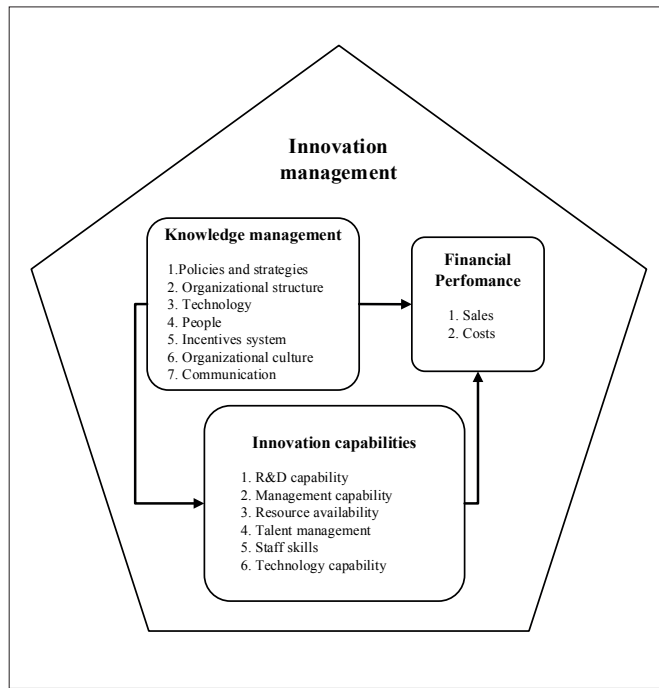 Innovation
management
Knowledge management
1.Policies and strategies
2. Organizational structure
3. Technology
4. People
5. Incentives system
6. Organizational culture
7. Communication
Financial
Perfomance
1. Sales
2. Costs
Innovation capabilities
1. R&D capability
2. Management capability
3. Resource availability
4. Talent management
5. Staff skills
6. Technology capability